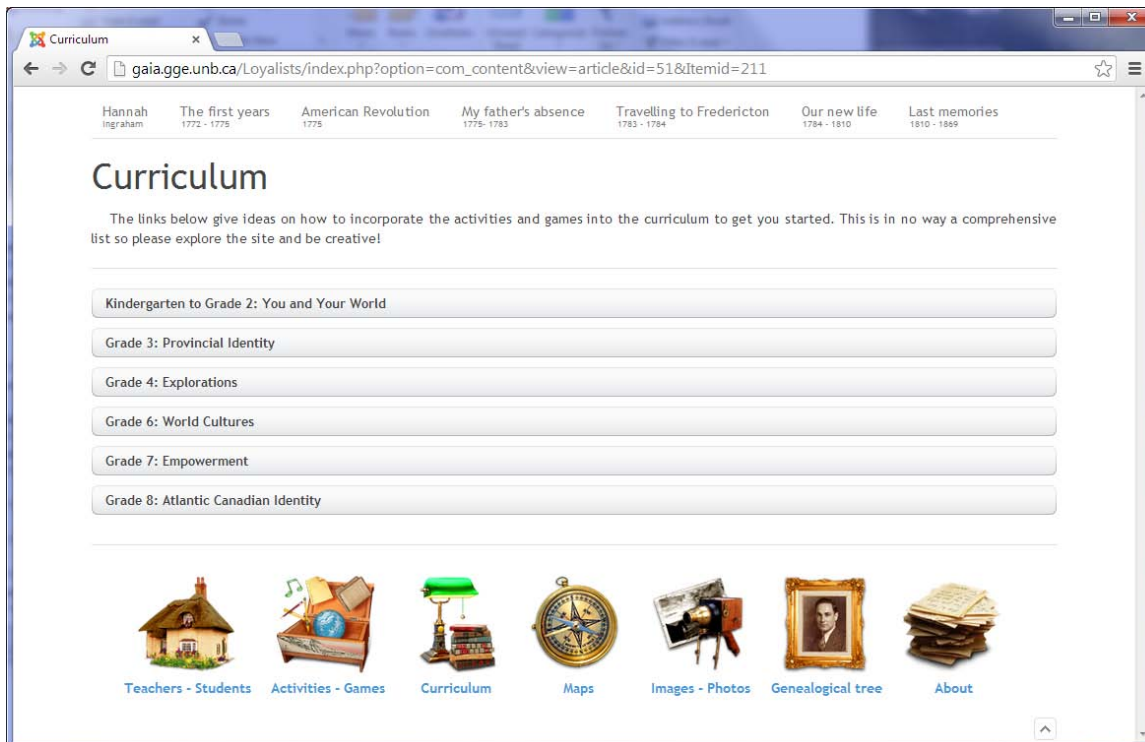 Curriculum
gaia.gge.unb.ca/Loyalists/index.php?option=com_content&view=article&id=51&Itemid=211
Hannah The first years American Revolution My father's absence Travelling to Fredericton Our new life Last memories
Ingraham 1772 - 1775 1775 1775- 1783 1783 - 1784 1784 - 1810 1810 - 1869
Curriculum
The links below give ideas on how to incorporate the activities and games into the curriculum to get you started. This is in no way a comprehensive
list so please explore the site and be creative!
Kindergarten to Grade 2: You and Your World
Grade 3: Provincial Identity
Grade 4: Explorations
Grade 6: World Cultures
Grade 7: Empowerment
Grade 8: Atlantic Canadian Identity
Teachers - Students Activities - Games Curriculum Maps Images - Photos Genealogical tree About